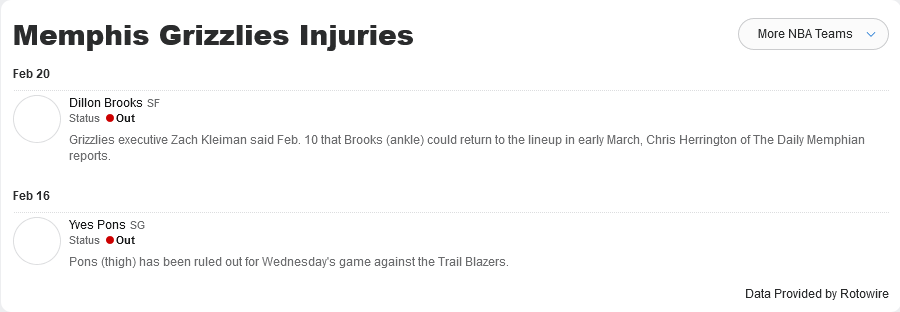 Memphis Grizzlies Injuries
More NBA Teams
Feb 20
Dillon Brooks SF
Status Out
Grizzlies executive Zach Kleiman said Feb. 10 that Brooks (ankle) could return to the lineup in early March, Chris Herrington of The Daily Memphian
reports.
Feb 16
Yves Pons SG
Status Out
Pons (thigh) has been ruled out for Wednesday's game against the Trail Blazers.
Data Provided by Rotowire